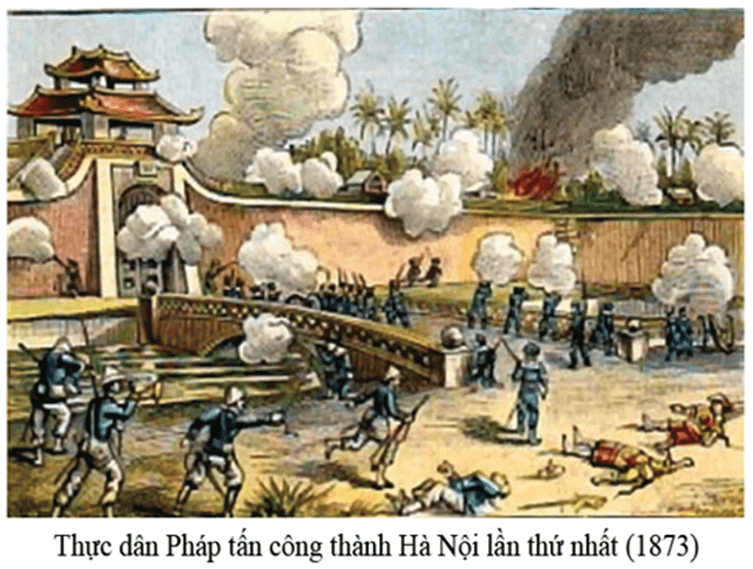 Thực dân Pháp tấn công thành Hà Nội lần thứ nhất (1873)